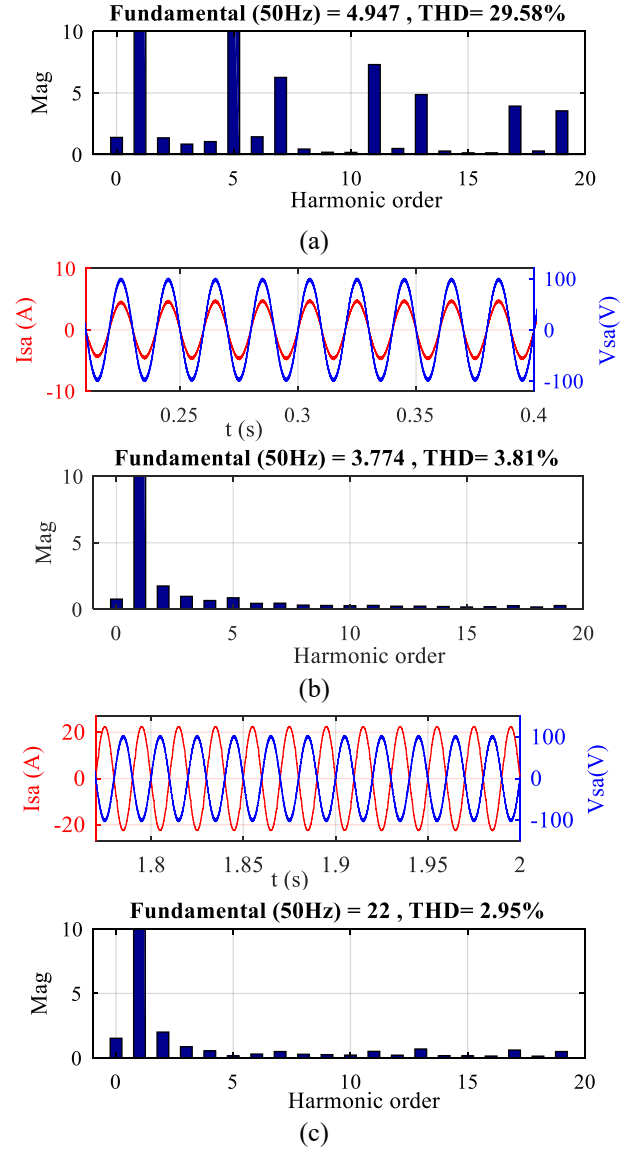 Fundamental (50Hz) = 4.947 , THD= 29.58%
10
5
0
Mag
0 5 10 15 20
Harmonic order
(a)
10
0
-10
Isa (A)
100
0
-100
Vsa(V)
0.25 0.3 0.35 0.4
t (s)
Fundamental (50Hz) = 3.774 , THD= 3.81%
10
5
0
Mag
0 5 10 15 20
Harmonic order
(b)
20
0
-20
Isa (A)
100
0
-100
Vsa(V)
1.8 1.85 1.9 1.95 2
t (s)
Fundamental (50Hz) = 22 , THD= 2.95%
10
5
0
Mag
0 5 10 15 20
Harmonic order
(c)